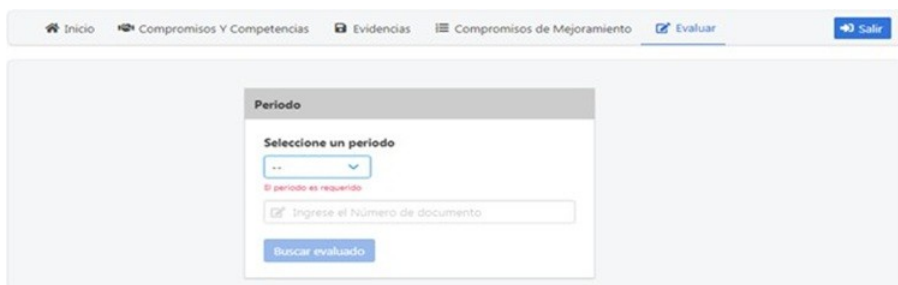 Inicio Compromisos Y Competencias Evidencias Compromisos de Mejoramiento Evaluar Salir
Periodo
Seleccione un periodo
--
El periodo es requerido
Ingrese el Número de documento
Buscar evaluado